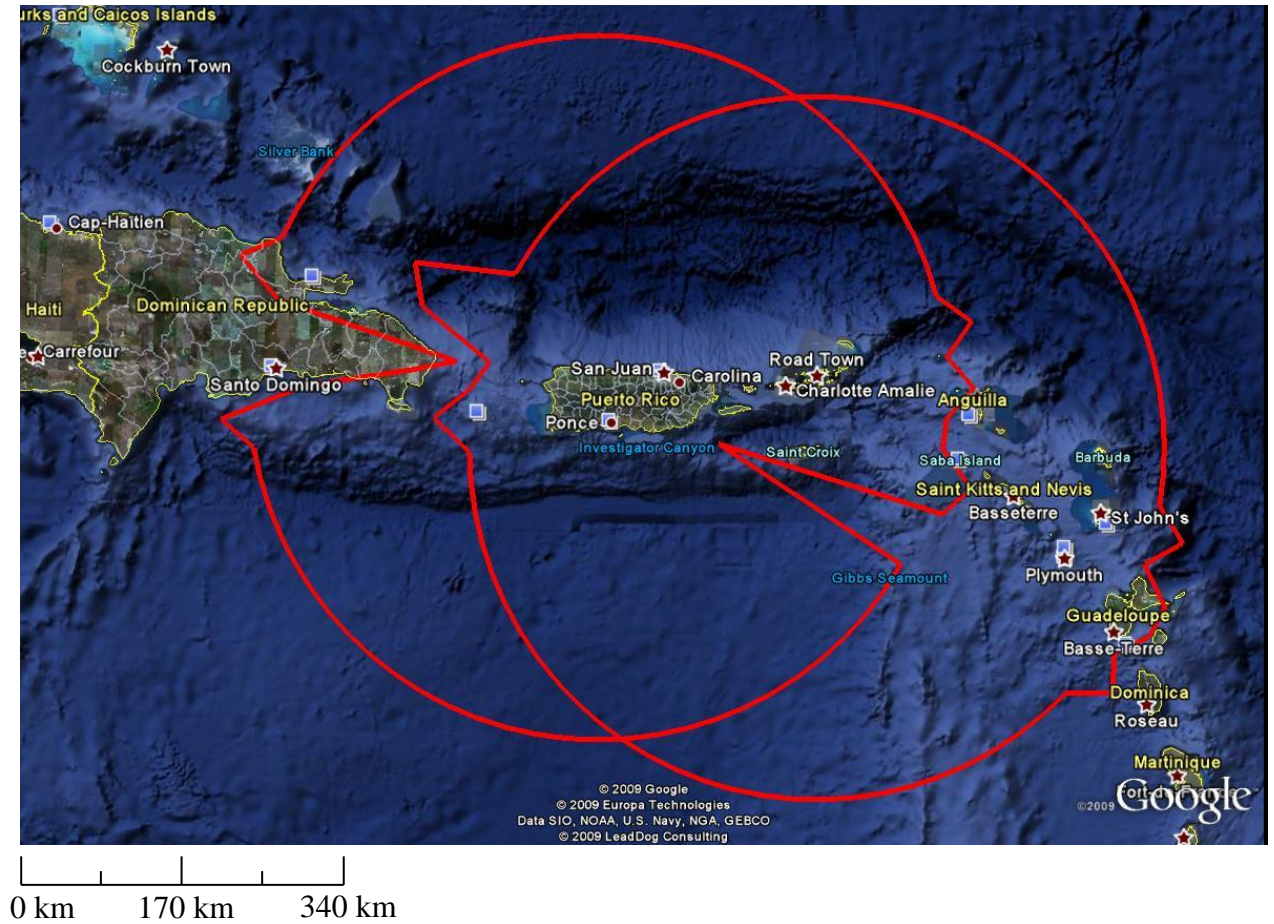 urks and Caicos Islands
Cockburn Town
Silver Bank
Cap-Haïtien
Haiti
Dominican Republic
Carrefour
Santo Domingo
San Juan
Carolina
Puerto Rico
Ponce
Investigator Canyon
Road Town
Charlotte Amalie
Saint Croix
Anguilla
Saba Island
Barbuda
Saint Kitts and Nevis
Basseterre
St John's
Plymouth
Gibbs Seamount
Guadeloupe
Basse-Terre
Dominica
Roseau
Martinique
© 2009 Google
© 2009 Europa Technologies
Data SIO, NOAA, U.S. Navy, NGA, GEBCO
© 2009 LeadDog Consulting
©2009 Google
0 km 170 km 340 km